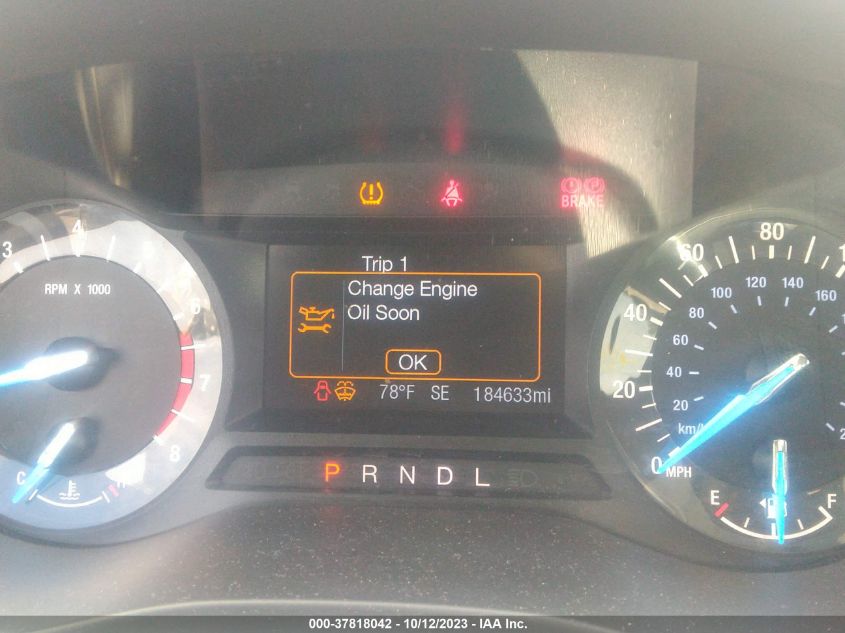 BRAKE
3 4 6 7 8
RPM X 1000
Trip 1
Change Engine
Oil Soon
OK
78°F SE 184633mi
P R N D L
C H
0 20 40 60 80
20 40 60 80 100 120 140 160
km/h
MPH
E F
000-37818042 - 10/12/2023 - IAA Inc.